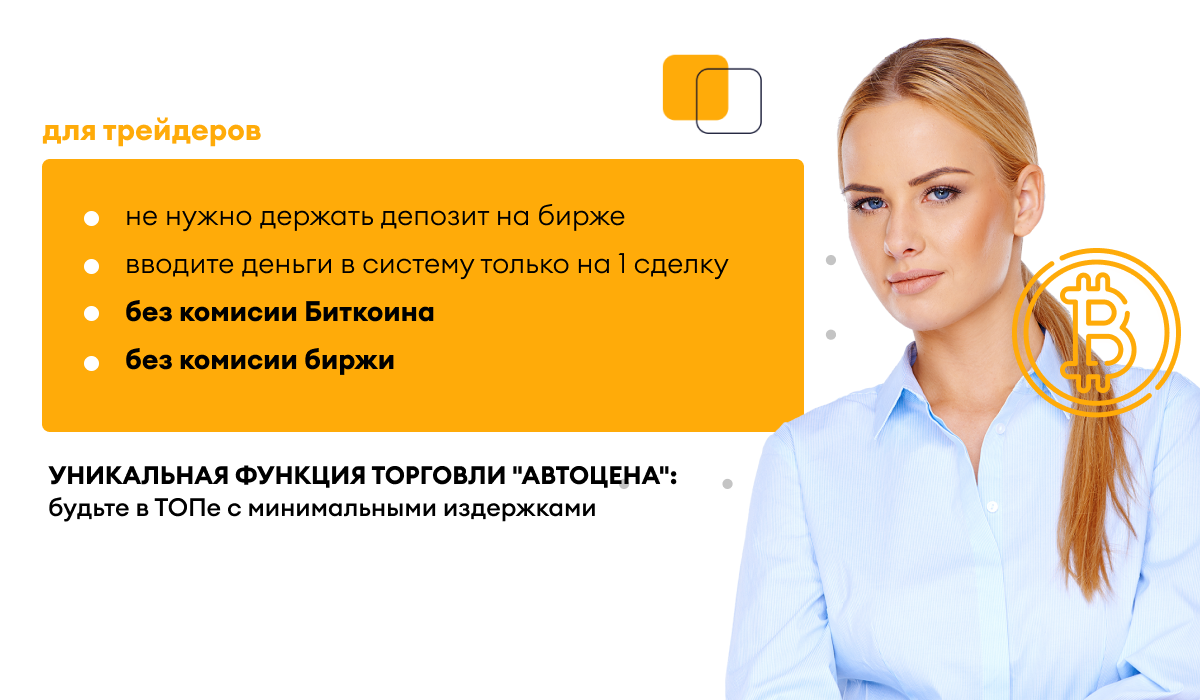 для трейдеров
не нужно держать депозит на бирже
вводите деньги в систему только на 1 сделку
без комисии Биткоина
без комисии биржи
УНИКАЛЬНАЯ ФУНКЦИЯ ТОРГОВЛИ "АВТОЦЕНА":
будьте в ТОПе с минимальными издержками